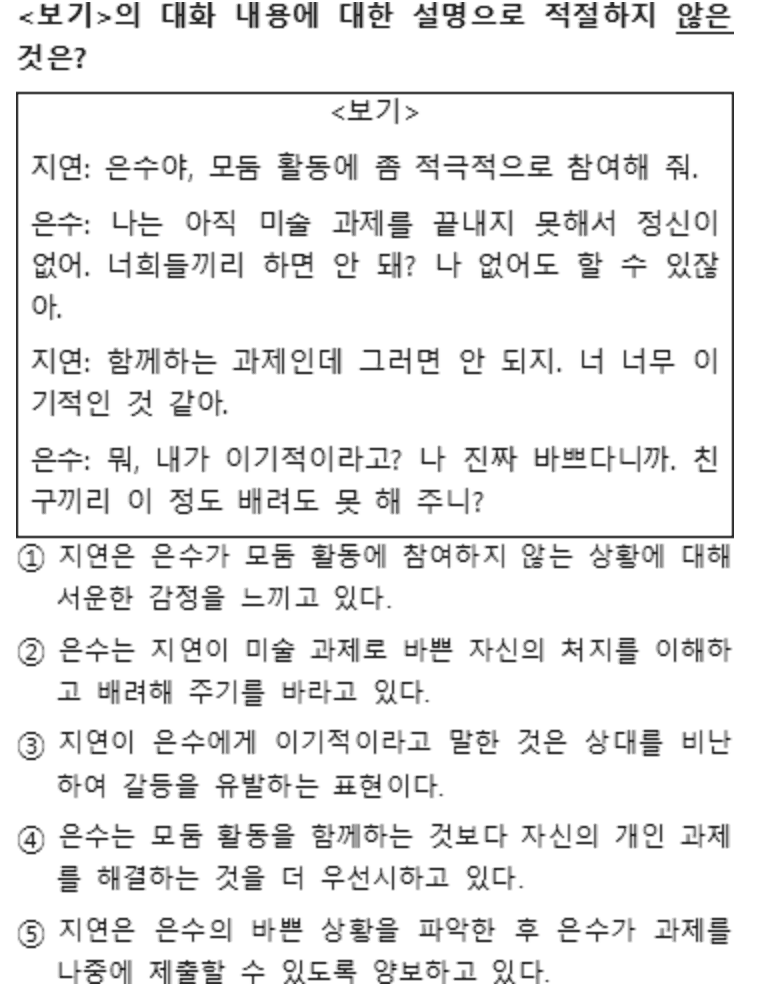 <보기>의 대화 내용에 대한 설명으로 적절하지 않은
것은?
<보기>
지연: 은수야, 모둠 활동에 좀 적극적으로 참여해 줘.
은수: 나는 아직 미술 과제를 끝내지 못해서 정신이
없어. 너희들끼리 하면 안 돼? 나 없어도 할 수 있잖
아.
지연: 함께하는 과제인데 그러면 안 되지. 너 너무 이
기적인 것 같아.
은수: 뭐, 내가 이기적이라고? 나 진짜 바쁘다니까. 친
구끼리 이 정도 배려도 못 해 주니?
① 지연은 은수가 모둠 활동에 참여하지 않는 상황에 대해
서운한 감정을 느끼고 있다.
② 은수는 지연이 미술 과제로 바쁜 자신의 처지를 이해하
고 배려해 주기를 바라고 있다.
③ 지연이 은수에게 이기적이라고 말한 것은 상대를 비난
하여 갈등을 유발하는 표현이다.
④ 은수는 모둠 활동을 함께하는 것보다 자신의 개인 과제
를 해결하는 것을 더 우선시하고 있다.
⑤ 지연은 은수의 바쁜 상황을 파악한 후 은수가 과제를
나중에 제출할 수 있도록 양보하고 있다.